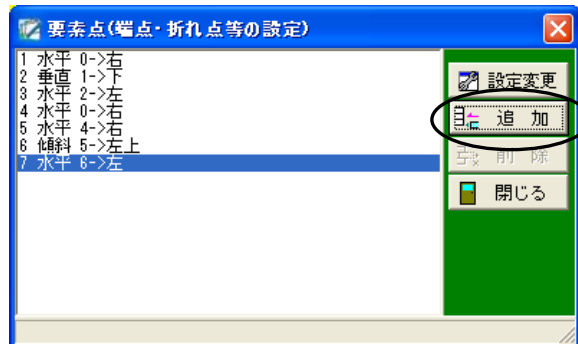 要素点(端点・折れ点等の設定)
1 水平 0->右
2 垂直 1->下
3 水平 2->左
4 水平 0->右
5 水平 4->右
6 傾斜 5->左上
7 水平 6->左
設定変更
追 加
削 除
閉じる